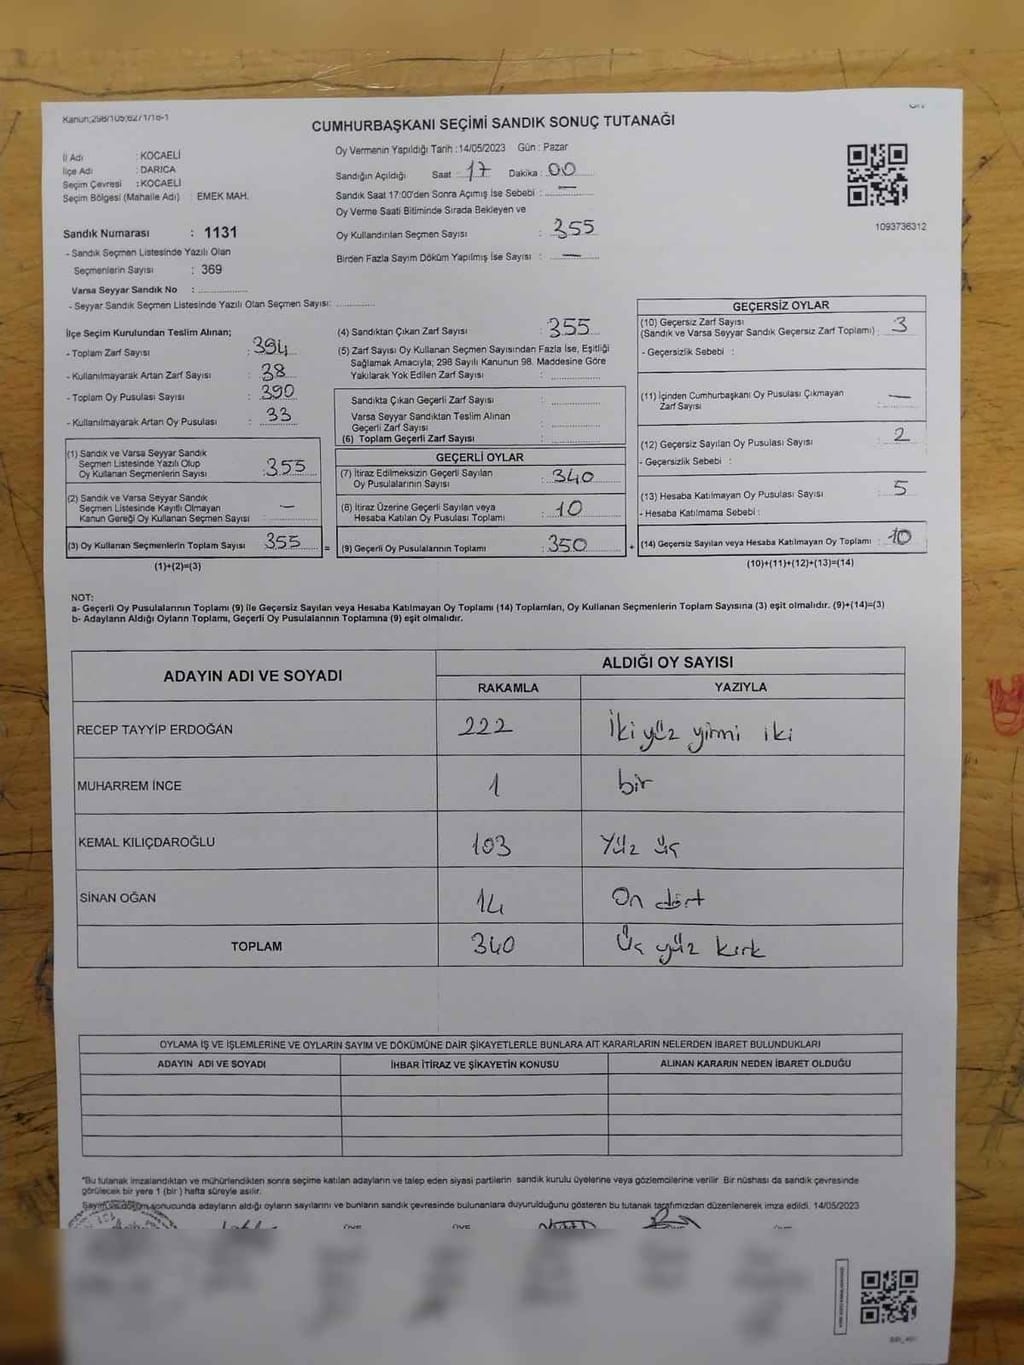 Kanun;298/105;6271/18-1
CUMHURBAŞKANI SEÇİMİ SANDIK SONUÇ TUTANAĞI
İl Adı : KOCAELİ
İlçe Adı : DARICA
Seçim Çevresi : KOCAELİ
Seçim Bölgesi (Mahalle Adı) : EMEK MAH.
Sandık Numarası : 1131
- Sandık Seçmen Listesinde Yazılı Olan
Seçmenlerin Sayısı : 369
Varsa Seyyar Sandık No :
- Seyyar Sandık Seçmen Listesinde Yazılı Olan Seçmen Sayısı:
Oy Vermenin Yapıldığı Tarih :14/05/2023 Gün : Pazar
Sandığın Açıldığı Saat : 17 Dakika : 00
Sandık Saat 17:00'den Sonra Açımış İse Sebebi : —
Oy Verme Saati Bitiminde Sırada Bekleyen ve
Oy Kullandırılan Seçmen Sayısı : 355
Birden Fazla Sayım Döküm Yapılmış İse Sayısı : —
1093736312
İlçe Seçim Kurulundan Teslim Alınan;
- Toplam Zarf Sayısı : 394
- Kullanılmayarak Artan Zarf Sayısı : 38
- Toplam Oy Pusulası Sayısı : 390
- Kullanılmayarak Artan Oy Pusulası : 33
(1) Sandık ve Varsa Seyyar Sandık
Seçmen Listesinde Yazılı Olup
Oy Kullanan Seçmenlerin Sayısı : 355
(2) Sandık ve Varsa Seyyar Sandık
Seçmen Listesinde Kayıtlı Olmayan
Kanun Gereği Oy Kullanan Seçmen Sayısı : —
(3) Oy Kullanan Seçmenlerin Toplam Sayısı : 355
(1)+(2)=(3)
(4) Sandıktan Çıkan Zarf Sayısı : 355
(5) Zarf Sayısı Oy Kullanan Seçmen Sayısından Fazla İse, Eşitliği
Sağlamak Amacıyla; 298 Sayılı Kanunun 98. Maddesine Göre
Yakılarak Yok Edilen Zarf Sayısı :
Sandıkta Çıkan Geçerli Zarf Sayısı :
Varsa Seyyar Sandıktan Teslim Alınan
Geçerli Zarf Sayısı :
(6) Toplam Geçerli Zarf Sayısı :
GEÇERLİ OYLAR
(7) İtiraz Edilmeksizin Geçerli Sayılan
Oy Pusulalarının Sayısı : 340
(8) İtiraz Üzerine Geçerli Sayılan veya
Hesaba Katılan Oy Pusulası Toplamı : 10
= (9) Geçerli Oy Pusulalarının Toplamı : 350
GEÇERSİZ OYLAR
(10) Geçersiz Zarf Sayısı
(Sandık ve Varsa Seyyar Sandık Geçersiz Zarf Toplamı) : 3
- Geçersizlik Sebebi :
(11) İçinden Cumhurbaşkanı Oy Pusulası Çıkmayan
Zarf Sayısı : —
(12) Geçersiz Sayılan Oy Pusulası Sayısı : 2
- Geçersizlik Sebebi :
(13) Hesaba Katılmayan Oy Pusulası Sayısı : 5
- Hesaba Katılmama Sebebi :
+ (14) Geçersiz Sayılan veya Hesaba Katılmayan Oy Toplamı : 10
(10)+(11)+(12)+(13)=(14)
NOT:
a- Geçerli Oy Pusulalarının Toplamı (9) ile Geçersiz Sayılan veya Hesaba Katılmayan Oy Toplamı (14) Toplamları, Oy Kullanan Seçmenlerin Toplam Sayısına (3) eşit olmalıdır. (9)+(14)=(3)
b- Adayların Aldığı Oyların Toplamı, Geçerli Oy Pusulalarının Toplamına (9) eşit olmalıdır.
ADAYIN ADI VE SOYADI
ALDIĞI OY SAYISI
RAKAMLA YAZIYLA
RECEP TAYYİP ERDOĞAN 222 İki yüz yirmi iki
MUHARREM İNCE 1 bir
KEMAL KILIÇDAROĞLU 103 Yüz üç
SİNAN OĞAN 14 On dört
TOPLAM 340 Üç yüz kırk
OYLAMA İŞ VE İŞLEMLERİNE VE OYLARIN SAYIM VE DÖKÜMÜNE DAİR ŞİKAYETLERLE BUNLARA AİT KARARLARIN NELERDEN İBARET BULUNDUKLARI
ADAYIN ADI VE SOYADI İHBAR İTİRAZ VE ŞİKAYETİN KONUSU ALINAN KARARIN NEDEN İBARET OLDUĞU
*Bu tutanak imzalandıktan ve mühürlendikten sonra seçime katılan adayların ve talep eden siyasi partilerin sandık kurulu üyelerine veya gözlemcilerine verilir Bir nüshası da sandık çevresinde
görülecek bir yere 1 (bir ) hafta süreyle asılır.
Sayım ve döküm sonucunda adayların aldığı oyların sayılarını ve bunların sandık çevresinde bulunanlara duyurulduğunu gösteren bu tutanak tarafımızdan düzenlenerek imza edildi. 14/05/2023